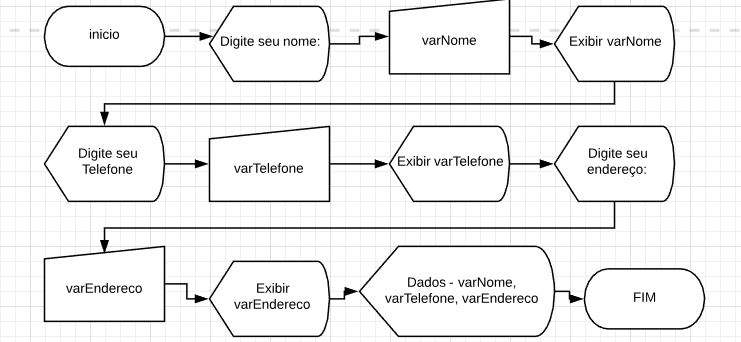 inicio
Digite seu nome:
varNome
Exibir varNome
Digite seu
Telefone
varTelefone
Exibir varTelefone
Digite seu
endereço:
varEndereco
Exibir
varEndereco
Dados - varNome,
varTelefone, varEndereco
FIM